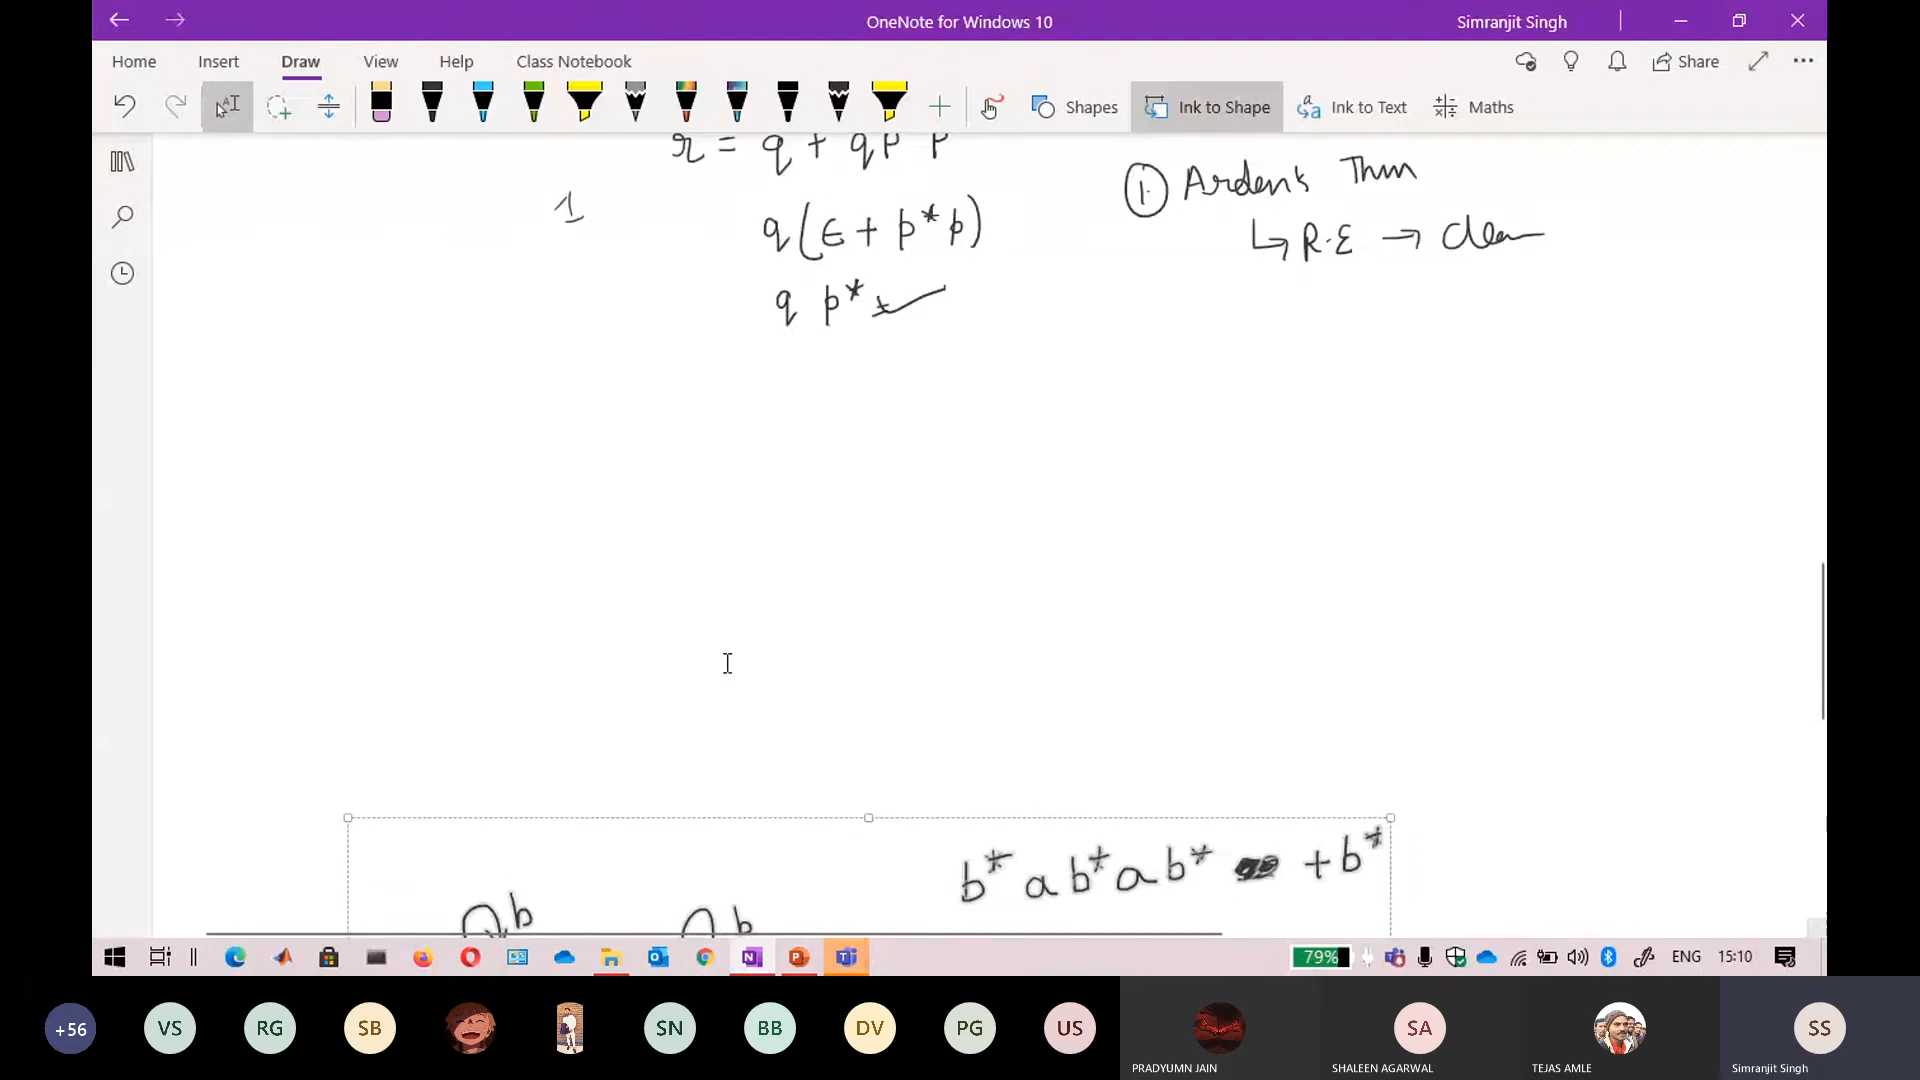 OneNote for Windows 10
Simranjit Singh
Home Insert Draw View Help Class Notebook
Share
Shapes Ink to Shape Ink to Text Maths
r = q + qp p
1
q(ε + p*p)
q p*
① Arden's Thm
↳ R.E → Clean
b* a b* a b* + b*
b b
79% ENG 15:10
+56 VS RG SB SN BB DV PG US SA SS
PRADYUMN JAIN SHALEEN AGARWAL TEJAS AMLE Simranjit Singh